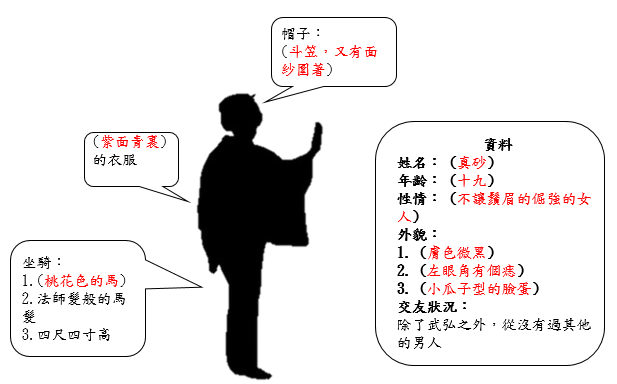 帽子：
(斗笠，又有面
紗圍著)
(紫面青裏)
的衣服
坐騎：
1.(桃花色的馬)
2.法師髮般的馬
髮
3.四尺四寸高
資料
姓名：（真砂）
年齡：（十九）
性情：（不讓鬚眉的倔強的女
人）
外貌：
1.（膚色微黑）
2.（左眼角有個痣）
3.（小瓜子型的臉蛋）
交友狀況：
除了武弘之外，從沒有過其他
的男人